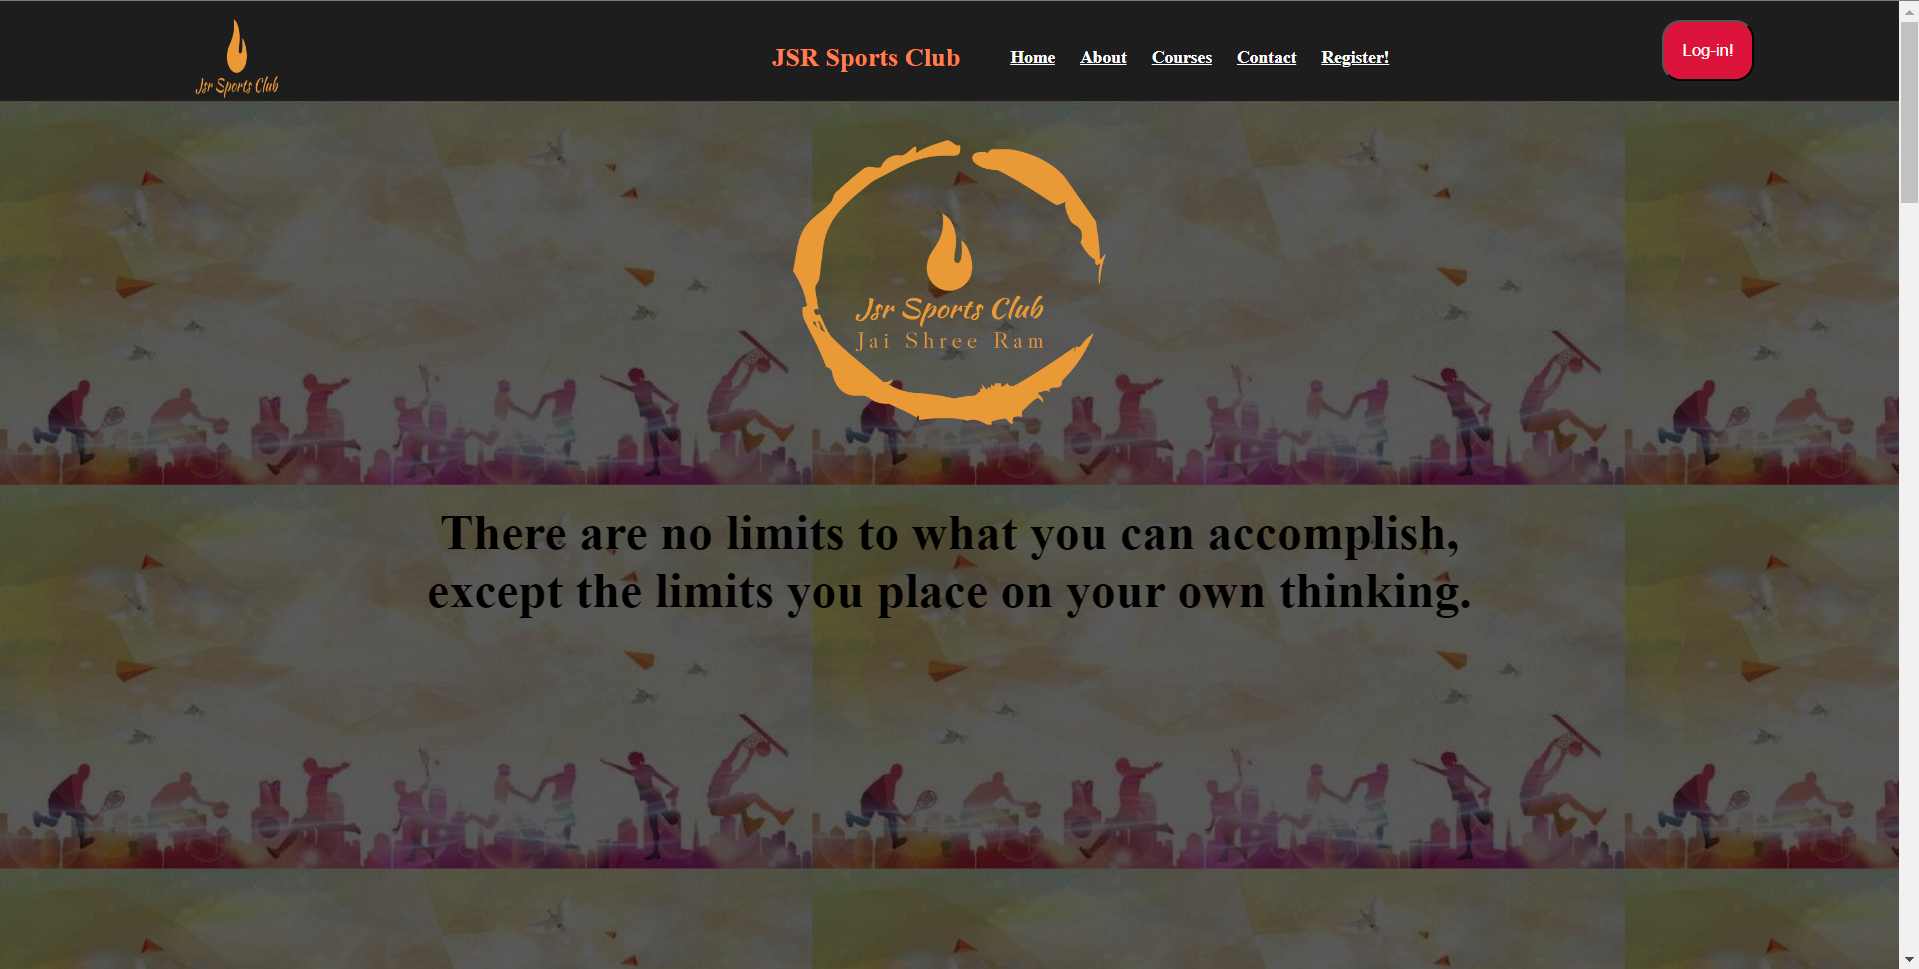 Jsr Sports Club
JSR Sports Club
Home About Courses Contact Register!
Log-in!
Jsr Sports Club
Jai Shree Ram
There are no limits to what you can accomplish,
except the limits you place on your own thinking.